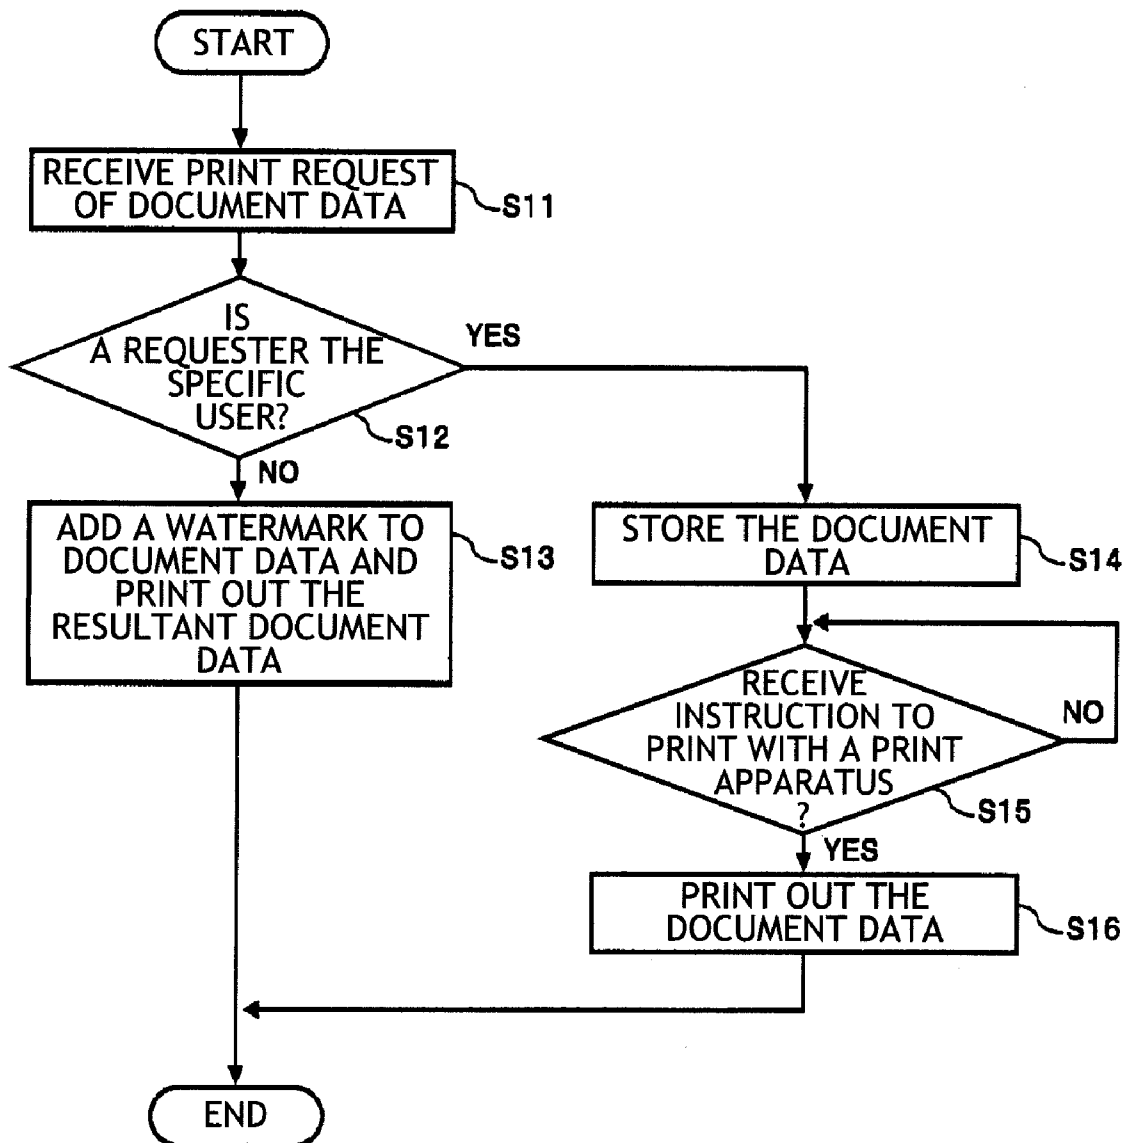 START
RECEIVE PRINT REQUEST
OF DOCUMENT DATA
S11
IS
A REQUESTER THE
SPECIFIC
USER?
YES
S12
NO
ADD A WATERMARK TO
DOCUMENT DATA AND
PRINT OUT THE
RESULTANT DOCUMENT
DATA
S13
STORE THE DOCUMENT
DATA
S14
RECEIVE
INSTRUCTION TO
PRINT WITH A PRINT
APPARATUS
?
NO
S15
YES
PRINT OUT THE
DOCUMENT DATA
S16
END